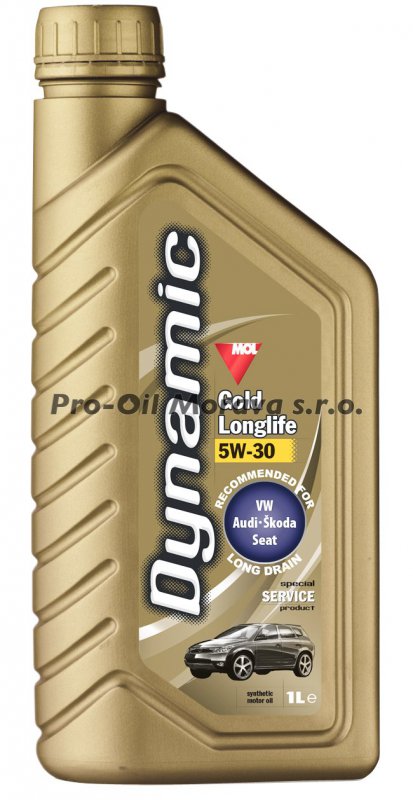 Dynamic
MOL
Gold
Longlife
5W-30
RECOMMENDED FOR
VW
Audi·Škoda
Seat
LONG DRAIN
special
SERVICE
product
synthetic
motor oil
1L e
Pro-Oil Morava s.r.o.